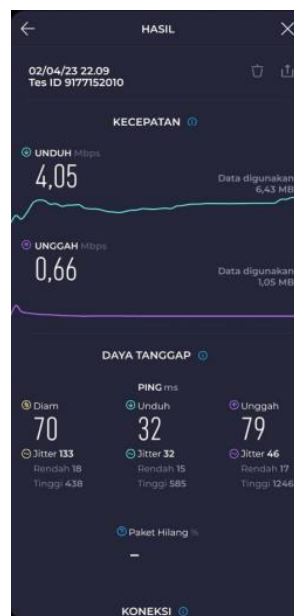 HASIL
02/04/23 22.09
Tes ID 9177152010
KECEPATAN
UNDUH Mbps
4,05
Data digunakan
6,43 MB
UNGGAH Mbps
0,66
Data digunakan
1,05 MB
DAYA TANGGAP
PING ms
Diam Unduh Unggah
70 32 79
Jitter 133 Jitter 32 Jitter 46
Rendah 18 Rendah 15 Rendah 17
Tinggi 438 Tinggi 585 Tinggi 1246
Paket Hilang %
–
KONEKSI